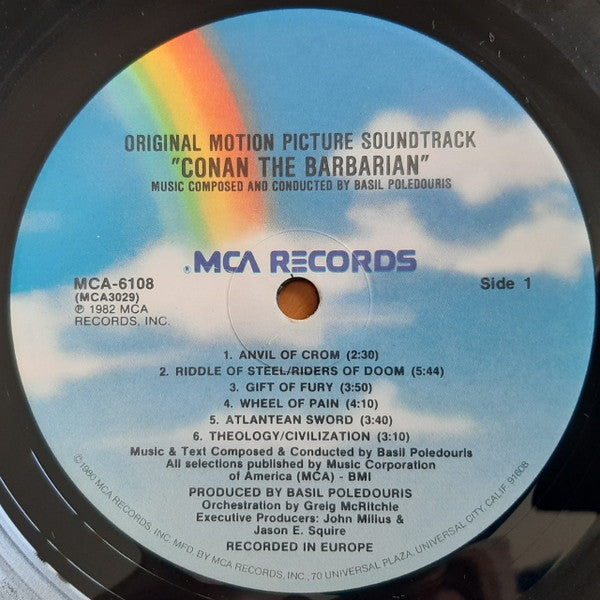 ORIGINAL MOTION PICTURE SOUNDTRACK
"CONAN THE BARBARIAN"
MUSIC COMPOSED AND CONDUCTED BY BASIL POLEDOURIS
® MCA RECORDS
MCA-6108
(MCA3029)
℗ 1982 MCA
RECORDS, INC.
Side 1
1. ANVIL OF CROM (2:30)
2. RIDDLE OF STEEL/RIDERS OF DOOM (5:44)
3. GIFT OF FURY (3:50)
4. WHEEL OF PAIN (4:10)
5. ATLANTEAN SWORD (3:40)
6. THEOLOGY/CIVILIZATION (3:10)
Music & Text Composed & Conducted by Basil Poledouris
All selections published by Music Corporation
of America (MCA) - BMI
PRODUCED BY BASIL POLEDOURIS
Orchestration by Greig McRitchie
Executive Producers: John Milius &
Jason E. Squire
RECORDED IN EUROPE
©1980 MCA RECORDS, INC. MFD. BY MCA RECORDS, INC., 70 UNIVERSAL PLAZA, UNIVERSAL CITY, CALIF. 91608